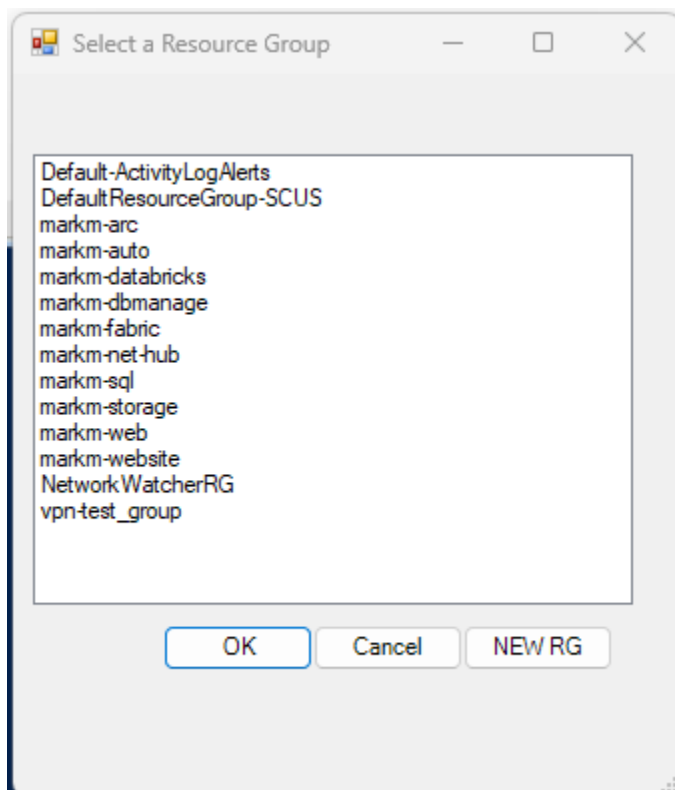 Select a Resource Group
Default-ActivityLogAlerts
DefaultResourceGroup-SCUS
markm-arc
markm-auto
markm-databricks
markm-dbmanage
markm-fabric
markm-net-hub
markm-sql
markm-storage
markm-web
markm-website
NetworkWatcherRG
vpn-test_group
OK Cancel NEW RG